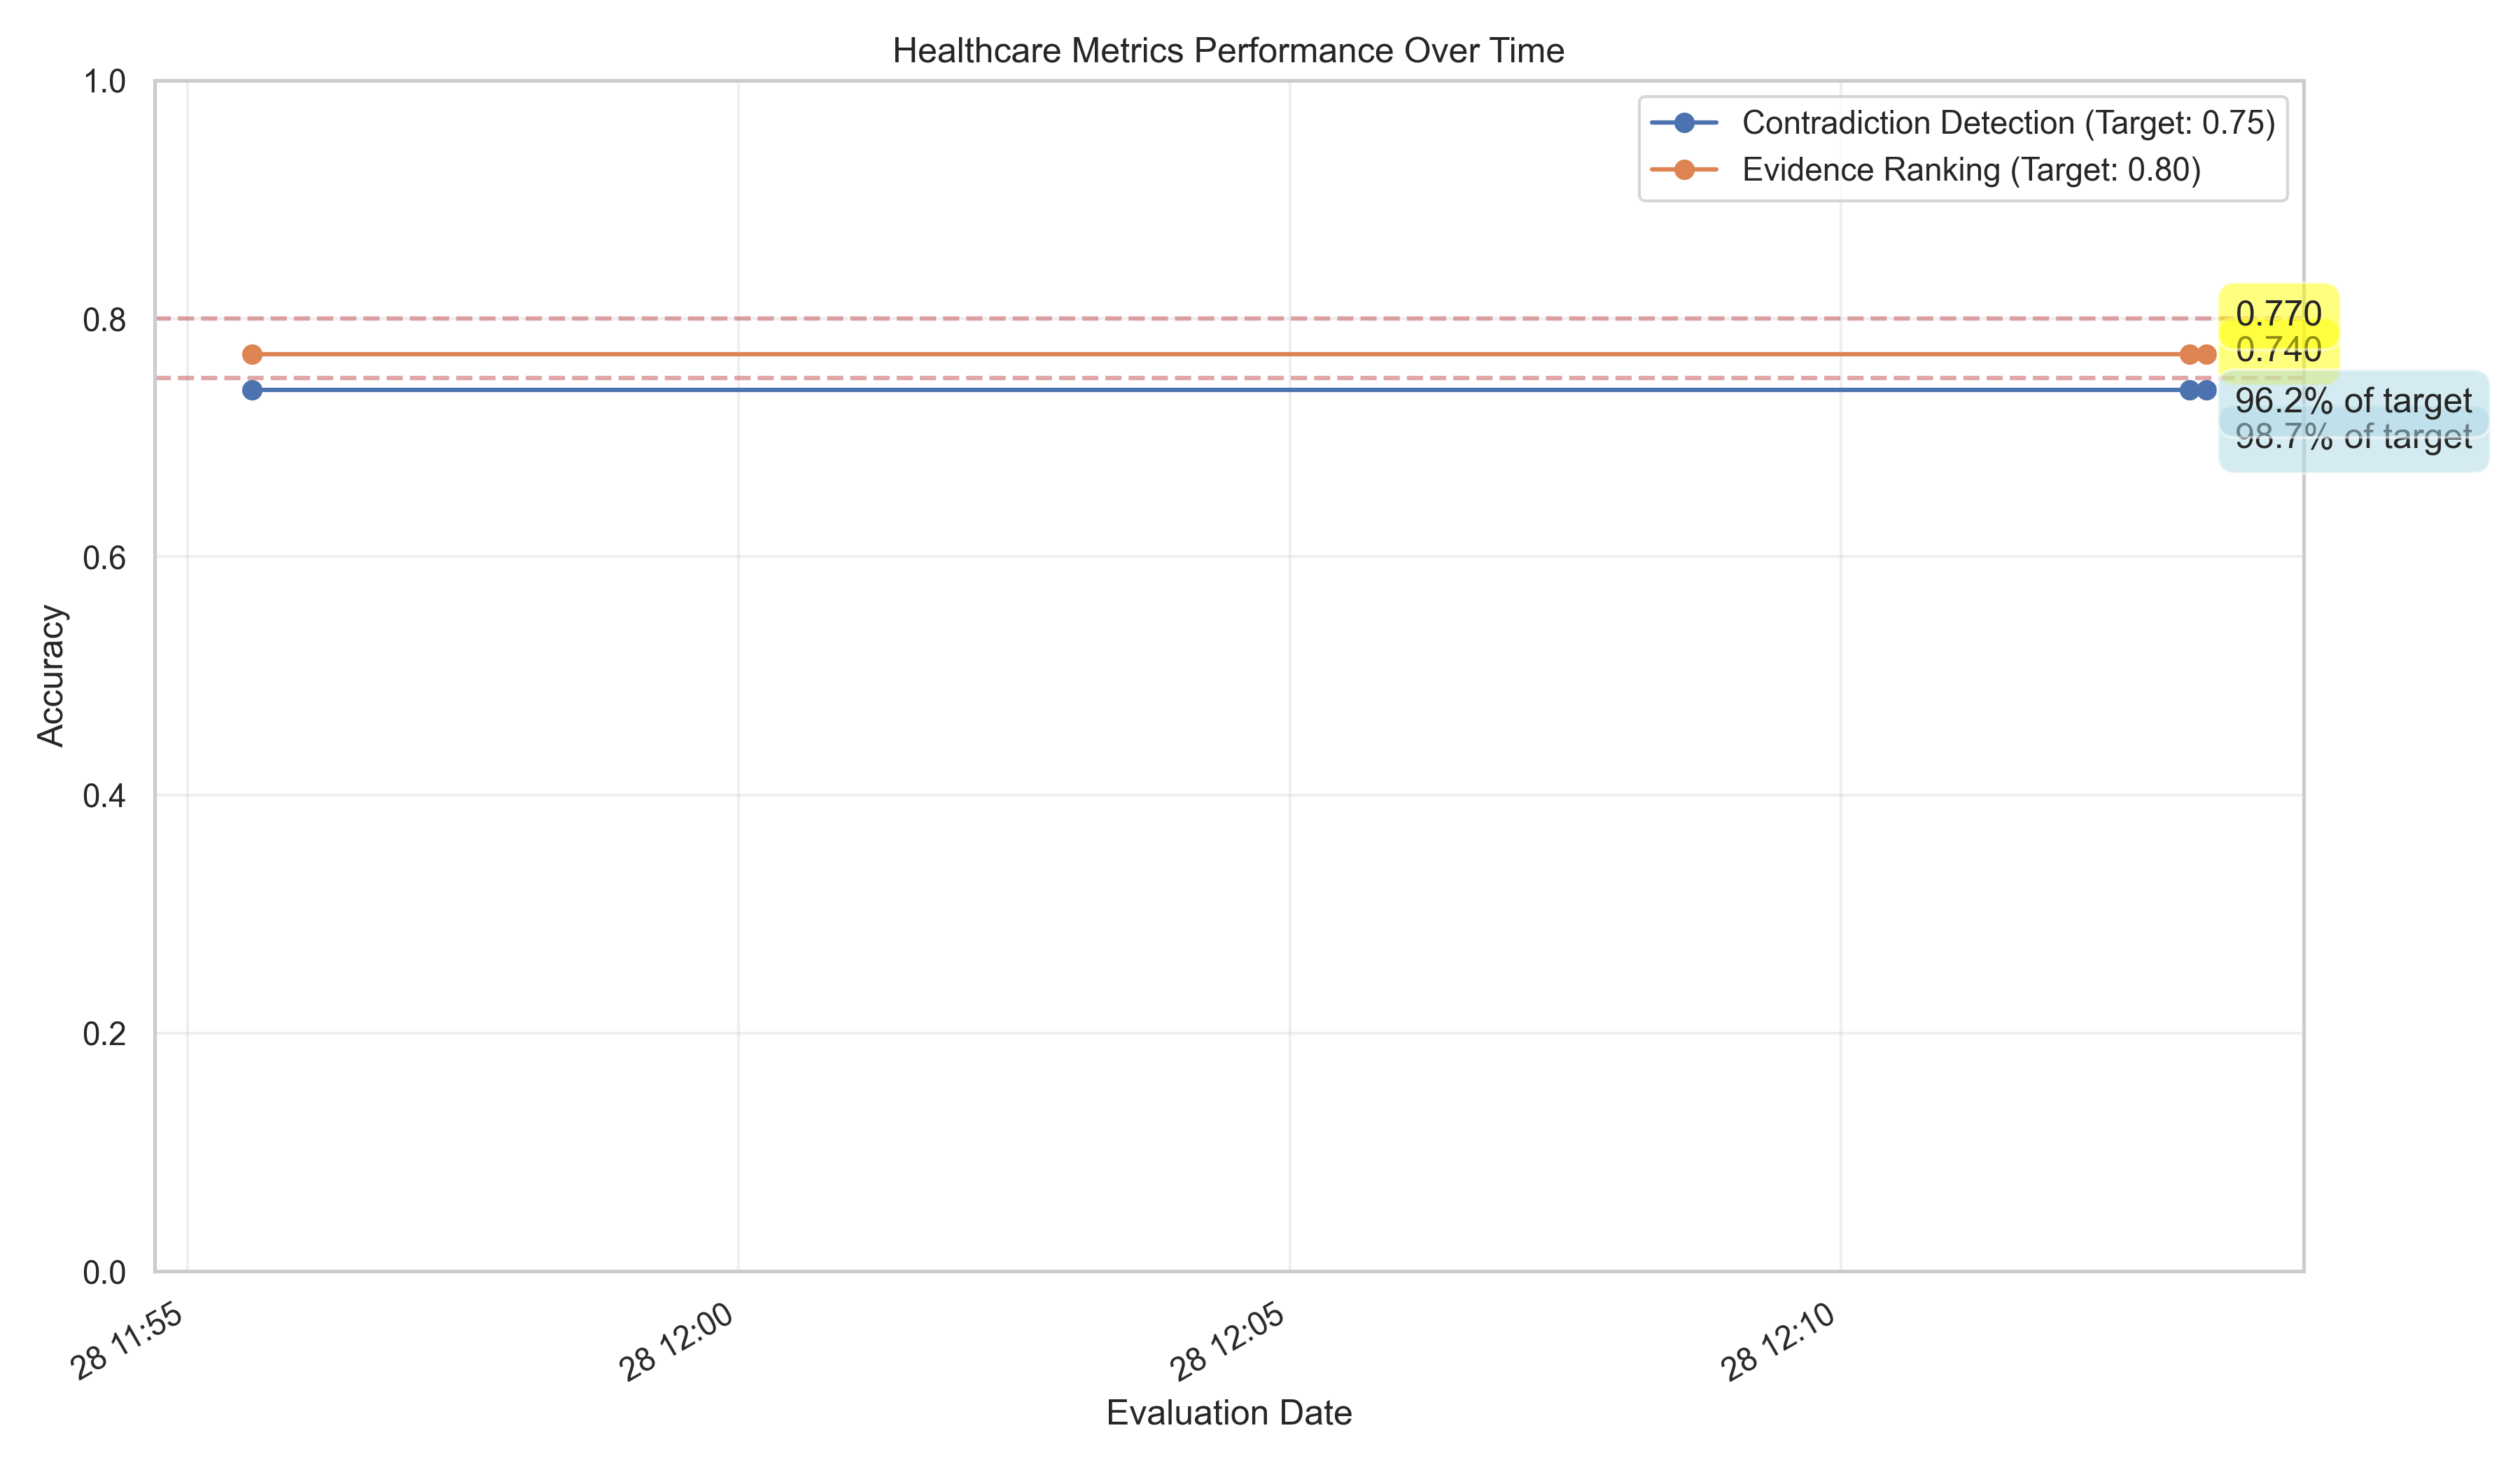 Healthcare Metrics Performance Over Time
1.0
0.8
0.6
0.4
0.2
0.0
Accuracy
Contradiction Detection (Target: 0.75)
Evidence Ranking (Target: 0.80)
0.770
0.740
96.2% of target
98.7% of target
28 11:55
28 12:00
28 12:05
28 12:10
Evaluation Date